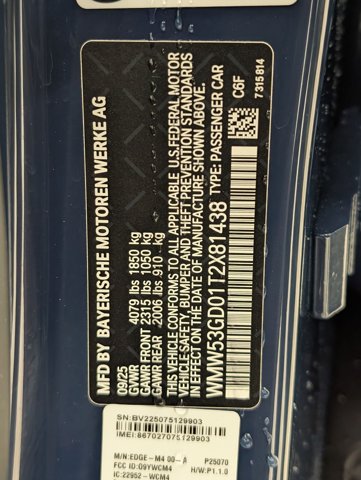 MFD BY BAYERISCHE MOTOREN WERKE AG
09/25
GVWR 4079 lbs 1850 kg
GAWR FRONT 2315 lbs 1050 kg
GAWR REAR 2006 lbs 910 kg
THIS VEHICLE CONFORMS TO ALL APPLICABLE U.S.FEDERAL MOTOR
VEHICLE SAFETY, BUMPER AND THEFT PREVENTION STANDARDS
IN EFFECT ON THE DATE OF MANUFACTURE SHOWN ABOVE.
WMW53GD01T2X81438 TYPE: PASSENGER CAR
C6F
7315814
SN: BV225075129903
IMEI: 867027075129903
M/N: EDGE-M4 00-A P25070
FCC ID: O9YWCM4 H/W: P1.1.0
IC: 22952-WCM4